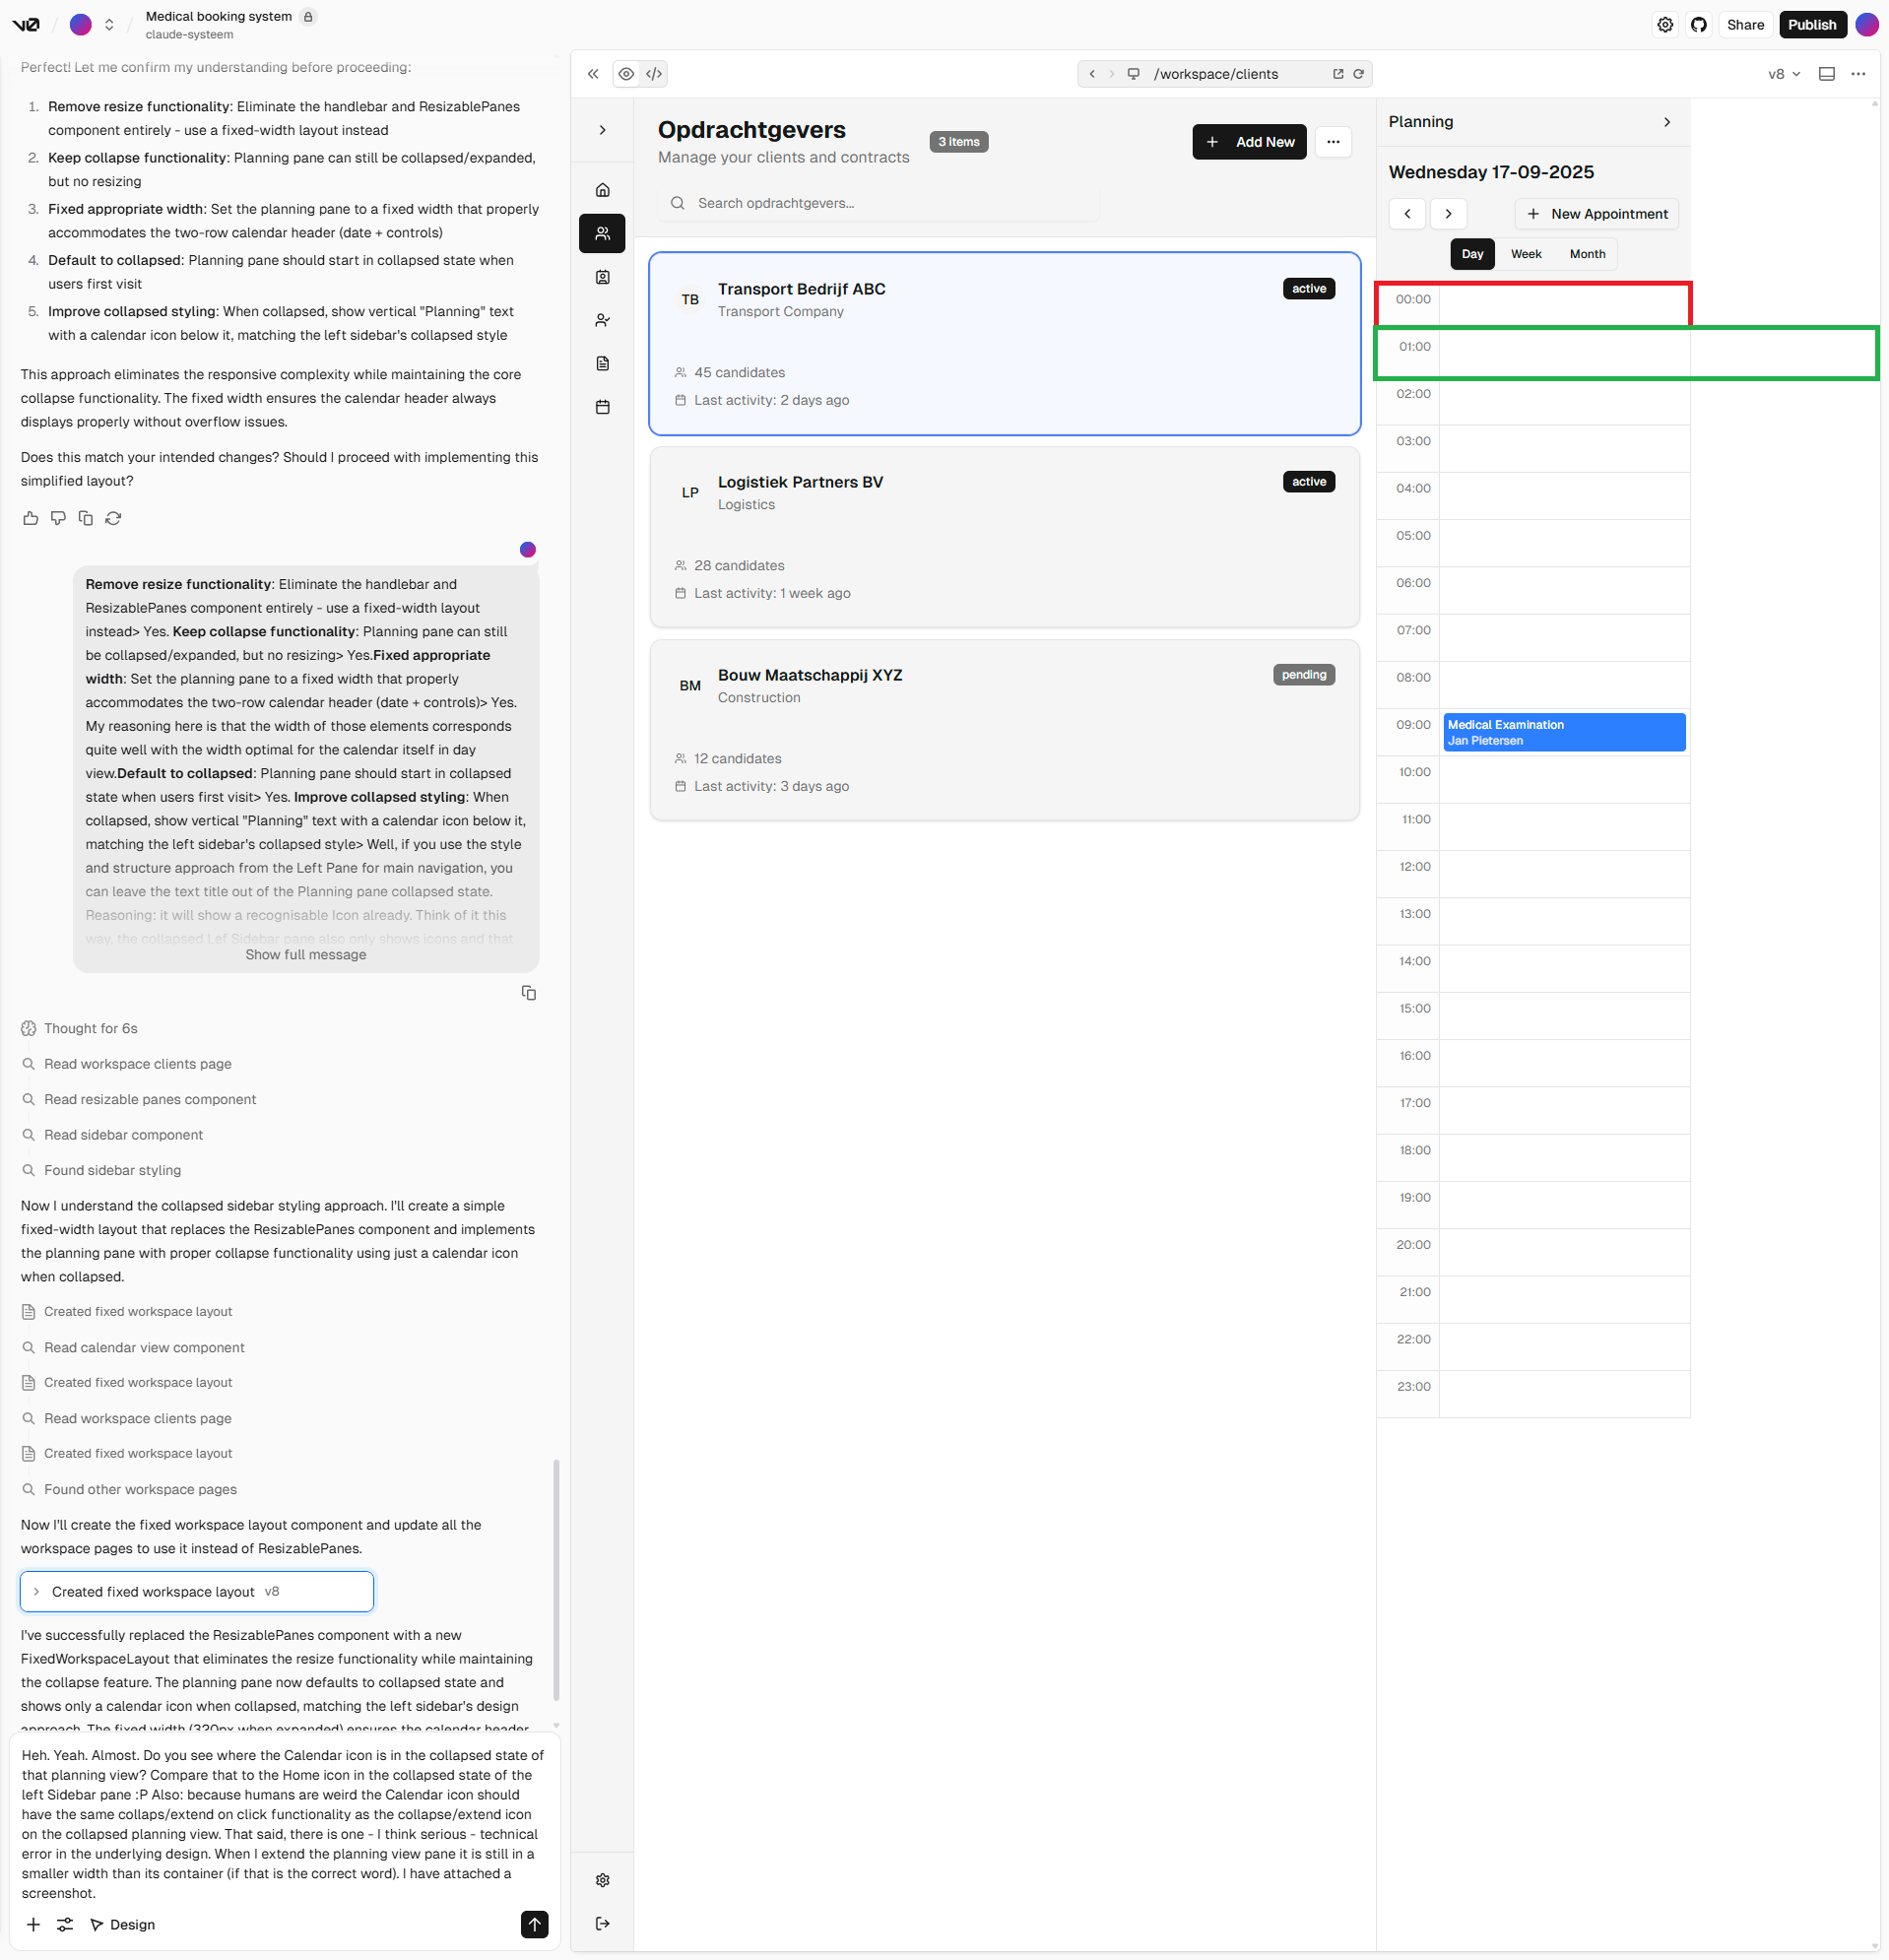 v0
Medical booking system
claude-systeem
Share
Publish
Perfect! Let me confirm my understanding before proceeding:
1. Remove resize functionality: Eliminate the handlebar and ResizablePanes
component entirely - use a fixed-width layout instead
2. Keep collapse functionality: Planning pane can still be collapsed/expanded,
but no resizing
3. Fixed appropriate width: Set the planning pane to a fixed width that properly
accommodates the two-row calendar header (date + controls)
4. Default to collapsed: Planning pane should start in collapsed state when
users first visit
5. Improve collapsed styling: When collapsed, show vertical "Planning" text
with a calendar icon below it, matching the left sidebar's collapsed style
This approach eliminates the responsive complexity while maintaining the core
collapse functionality. The fixed width ensures the calendar header always
displays properly without overflow issues.
Does this match your intended changes? Should I proceed with implementing this
simplified layout?
Remove resize functionality: Eliminate the handlebar and
ResizablePanes component entirely - use a fixed-width layout
instead> Yes. Keep collapse functionality: Planning pane can still
be collapsed/expanded, but no resizing> Yes.Fixed appropriate
width: Set the planning pane to a fixed width that properly
accommodates the two-row calendar header (date + controls)> Yes.
My reasoning here is that the width of those elements corresponds
quite well with the width optimal for the calendar itself in day
view.Default to collapsed: Planning pane should start in collapsed
state when users first visit> Yes. Improve collapsed styling: When
collapsed, show vertical "Planning" text with a calendar icon below it,
matching the left sidebar's collapsed style> Well, if you use the style
and structure approach from the Left Pane for main navigation, you
can leave the text title out of the Planning pane collapsed state.
Reasoning: it will show a recognisable Icon already. Think of it this
way, the collapsed Lef Sidebar pane also only shows icons and that
Show full message
Thought for 6s
Read workspace clients page
Read resizable panes component
Read sidebar component
Found sidebar styling
Now I understand the collapsed sidebar styling approach. I'll create a simple
fixed-width layout that replaces the ResizablePanes component and implements
the planning pane with proper collapse functionality using just a calendar icon
when collapsed.
Created fixed workspace layout
Read calendar view component
Created fixed workspace layout
Read workspace clients page
Created fixed workspace layout
Found other workspace pages
Now I'll create the fixed workspace layout component and update all the
workspace pages to use it instead of ResizablePanes.
Created fixed workspace layout v8
I've successfully replaced the ResizablePanes component with a new
FixedWorkspaceLayout that eliminates the resize functionality while maintaining
the collapse feature. The planning pane now defaults to collapsed state and
shows only a calendar icon when collapsed, matching the left sidebar's design
approach. The fixed width (320px when expanded) ensures the calendar header
Heh. Yeah. Almost. Do you see where the Calendar icon is in the collapsed state of
that planning view? Compare that to the Home icon in the collapsed state of the
left Sidebar pane :P Also: because humans are weird the Calendar icon should
have the same collaps/extend on click functionality as the collapse/extend icon
on the collapsed planning view. That said, there is one - I think serious - technical
error in the underlying design. When I extend the planning view pane it is still in a
smaller width than its container (if that is the correct word). I have attached a
screenshot.
Design
/workspace/clients
v8
Opdrachtgevers
Manage your clients and contracts
3 items
Add New
Search opdrachtgevers...
TB
Transport Bedrijf ABC
Transport Company
active
45 candidates
Last activity: 2 days ago
LP
Logistiek Partners BV
Logistics
active
28 candidates
Last activity: 1 week ago
BM
Bouw Maatschappij XYZ
Construction
pending
12 candidates
Last activity: 3 days ago
Planning
Wednesday 17-09-2025
New Appointment
Day
Week
Month
00:00
01:00
02:00
03:00
04:00
05:00
06:00
07:00
08:00
09:00
Medical Examination
Jan Pietersen
10:00
11:00
12:00
13:00
14:00
15:00
16:00
17:00
18:00
19:00
20:00
21:00
22:00
23:00